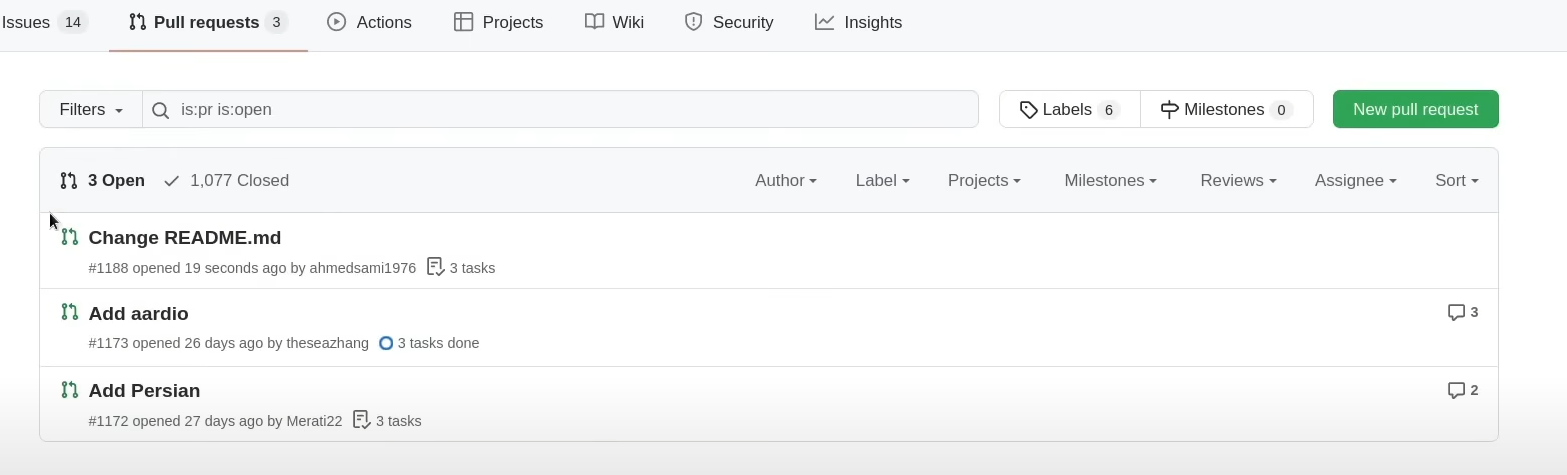 Issues 14 Pull requests 3 Actions Projects Wiki Security Insights
Filters is:pr is:open Labels 6 Milestones 0 New pull request
3 Open 1,077 Closed Author Label Projects Milestones Reviews Assignee Sort
Change README.md
#1188 opened 19 seconds ago by ahmedsami1976 3 tasks
Add aardio 3
#1173 opened 26 days ago by theseazhang 3 tasks done
Add Persian 2
#1172 opened 27 days ago by Merati22 3 tasks